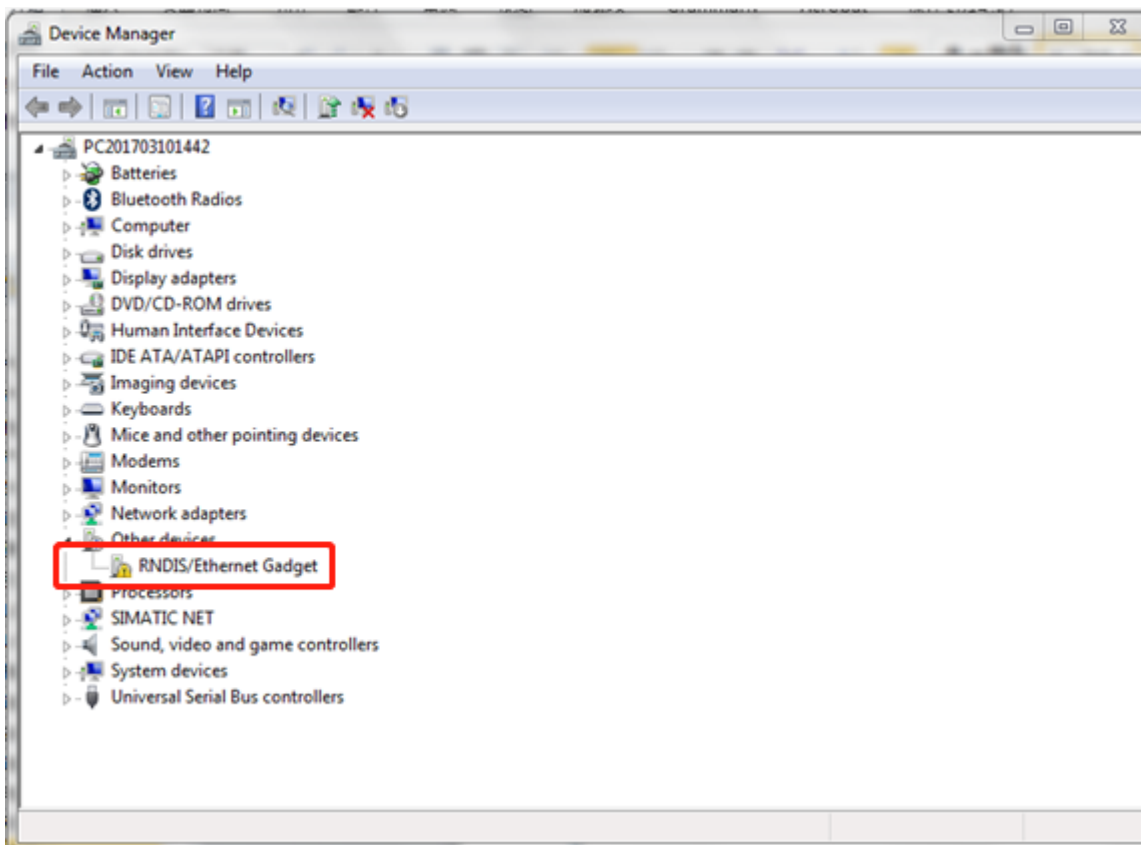 Device Manager
File Action View Help
PC201703101442
Batteries
Bluetooth Radios
Computer
Disk drives
Display adapters
DVD/CD-ROM drives
Human Interface Devices
IDE ATA/ATAPI controllers
Imaging devices
Keyboards
Mice and other pointing devices
Modems
Monitors
Network adapters
Other devices
RNDIS/Ethernet Gadget
Processors
SIMATIC NET
Sound, video and game controllers
System devices
Universal Serial Bus controllers